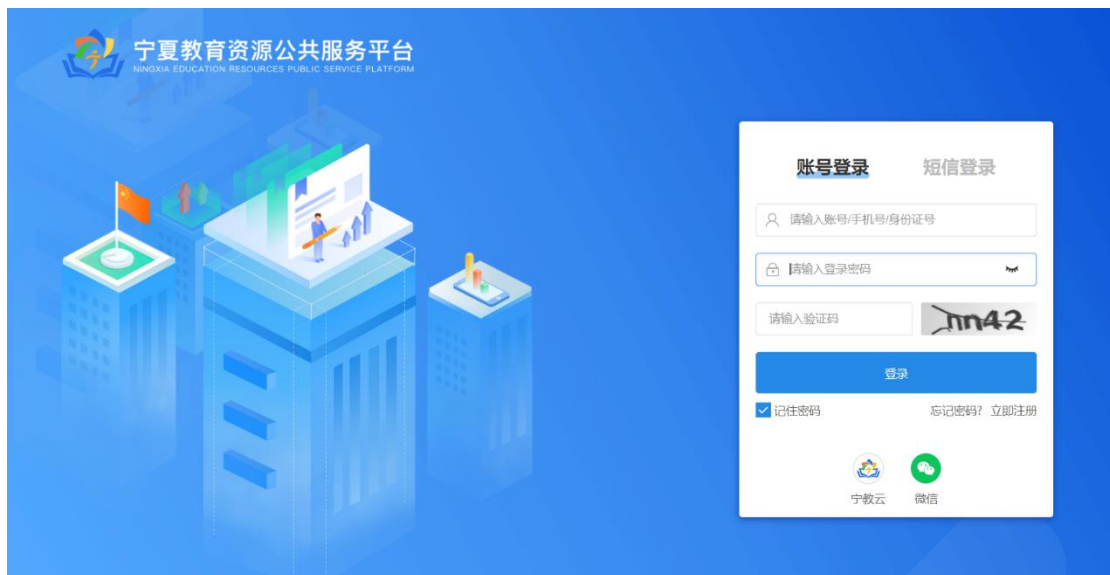 宁夏教育资源公共服务平台
NINGXIA EDUCATION RESOURCES PUBLIC SERVICE PLATFORM
账号登录 短信登录
请输入账号/手机号/身份证号
请输入登录密码
请输入验证码
登录
记住密码 忘记密码? 立即注册
宁教云 微信